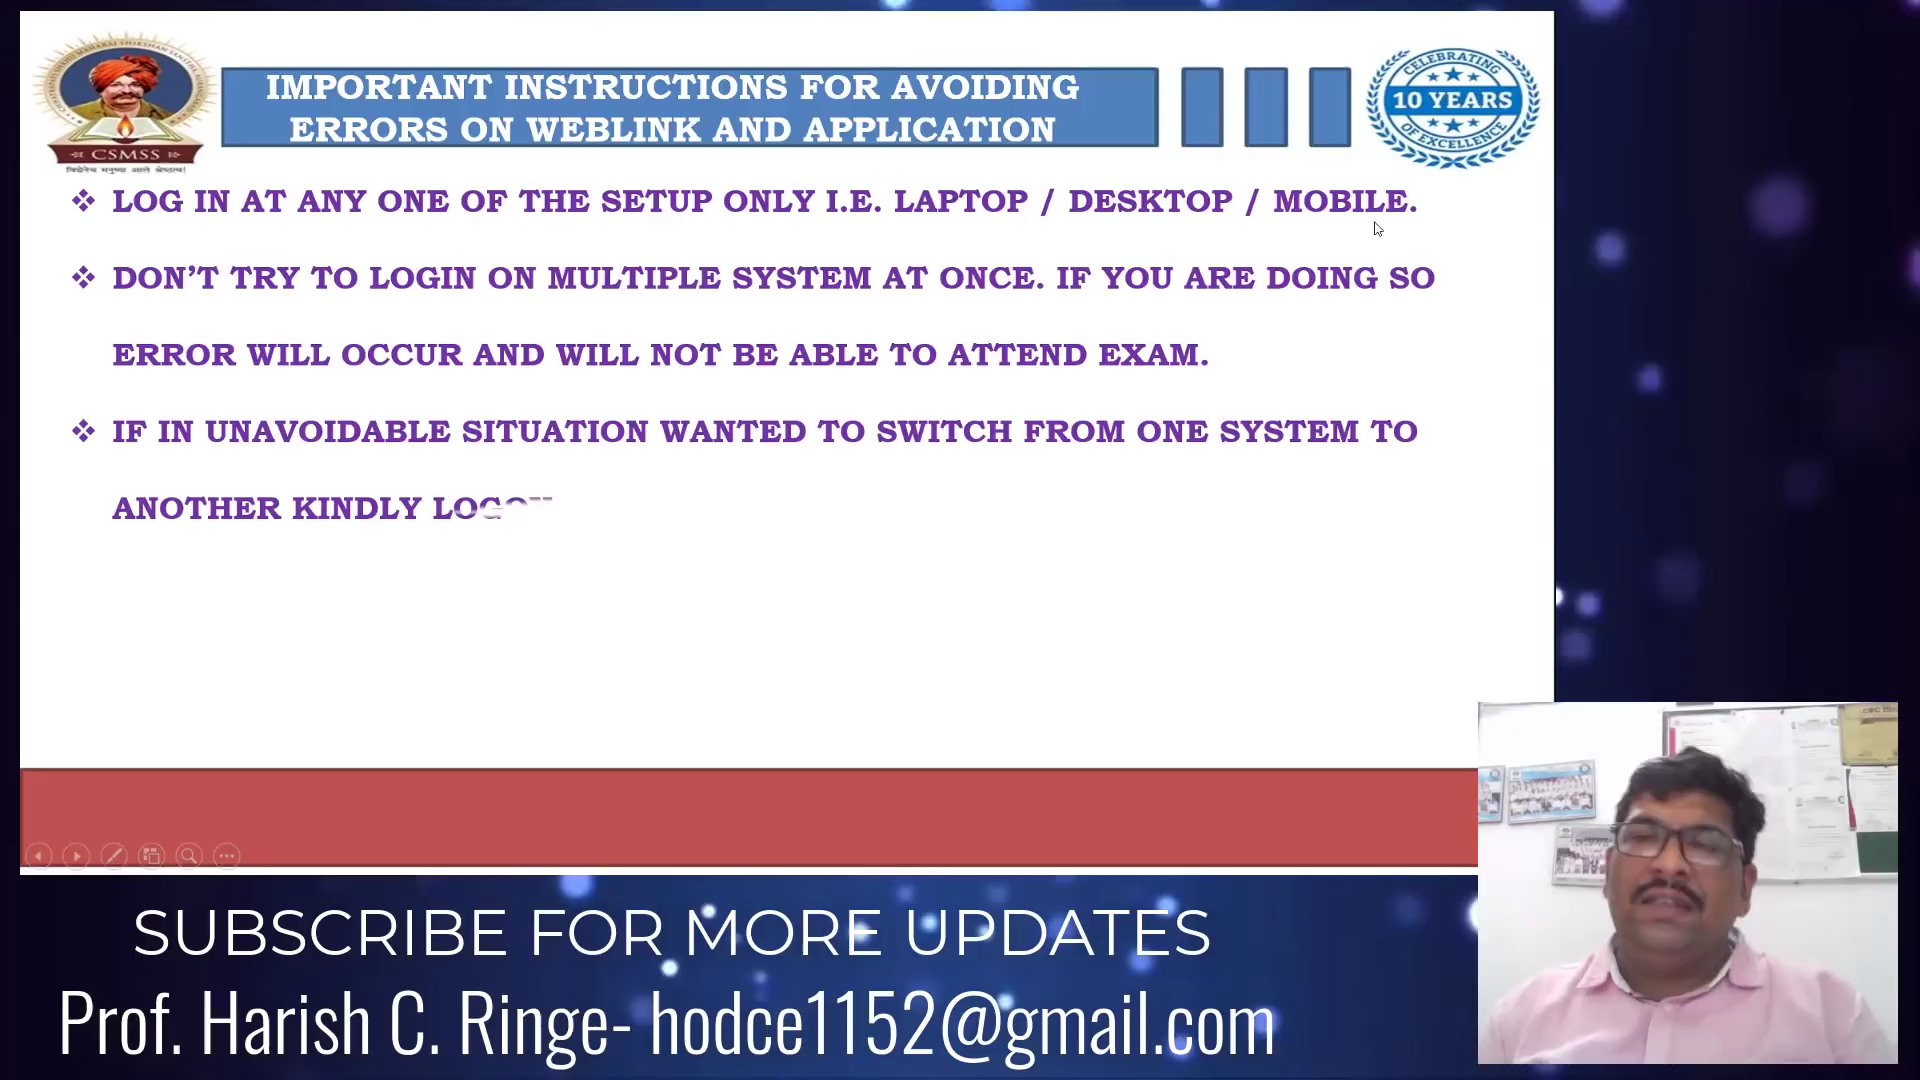 IMPORTANT INSTRUCTIONS FOR AVOIDING
ERRORS ON WEBLINK AND APPLICATION
CELEBRATING
10 YEARS
OF EXCELLENCE
CSMSS
❖ LOG IN AT ANY ONE OF THE SETUP ONLY I.E. LAPTOP / DESKTOP / MOBILE.
❖ DON’T TRY TO LOGIN ON MULTIPLE SYSTEM AT ONCE. IF YOU ARE DOING SO
ERROR WILL OCCUR AND WILL NOT BE ABLE TO ATTEND EXAM.
❖ IF IN UNAVOIDABLE SITUATION WANTED TO SWITCH FROM ONE SYSTEM TO
ANOTHER KINDLY
SUBSCRIBE FOR MORE UPDATES
Prof. Harish C. Ringe- hodce1152@gmail.com